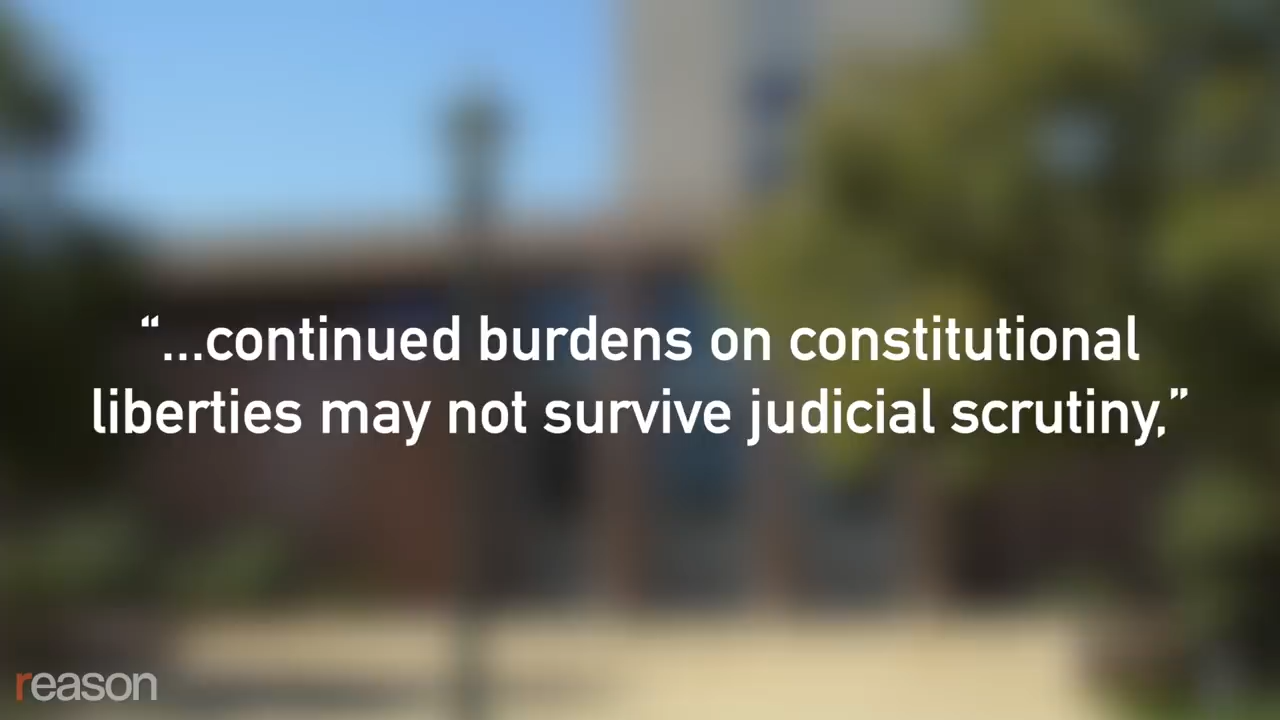 “...continued burdens on constitutional
liberties may not survive judicial scrutiny,”
reason